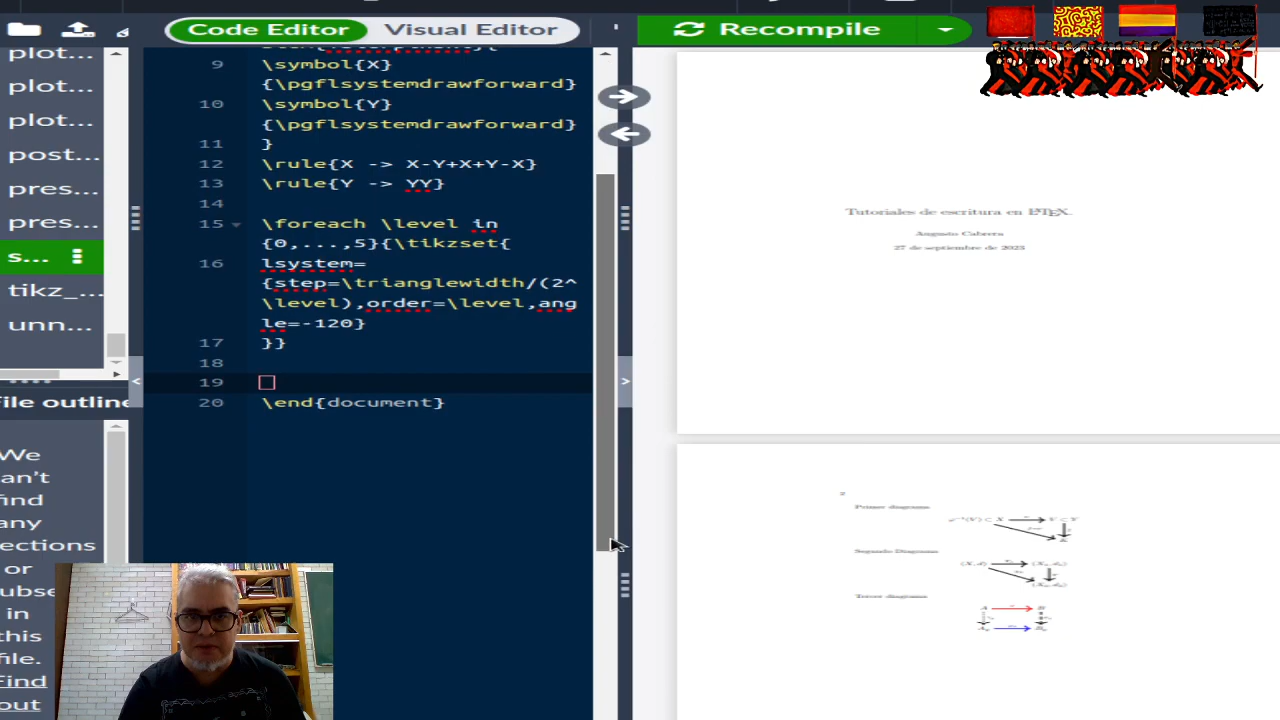 Code Editor
Visual Editor
Recompile
plot...
plot...
plot...
post...
pres...
pres...
s...
tikz_...
unn...
9
\symbol{X}
{\pgflsystemdrawforward}
10
\symbol{Y}
{\pgflsystemdrawforward}
11
}
12
\rule{X -> X-Y+X+Y-X}
13
\rule{Y -> YY}
14
15
\foreach \level in
{0,...,5}{\tikzset{
16
lsystem=
{step=\trianglewidth/(2^
\level),order=\level,ang
le=-120}
17
}}
18
19
20
\end{document}
file outline
We
can't
find
any
sections
or
subse
in
this
file.
Find
out
Tutoriales de escritura en LATEX.
Augusto Cabrera
27 de septiembre de 2023
2
Primer diagrama
Segundo Diagrama
Tercer diagrama